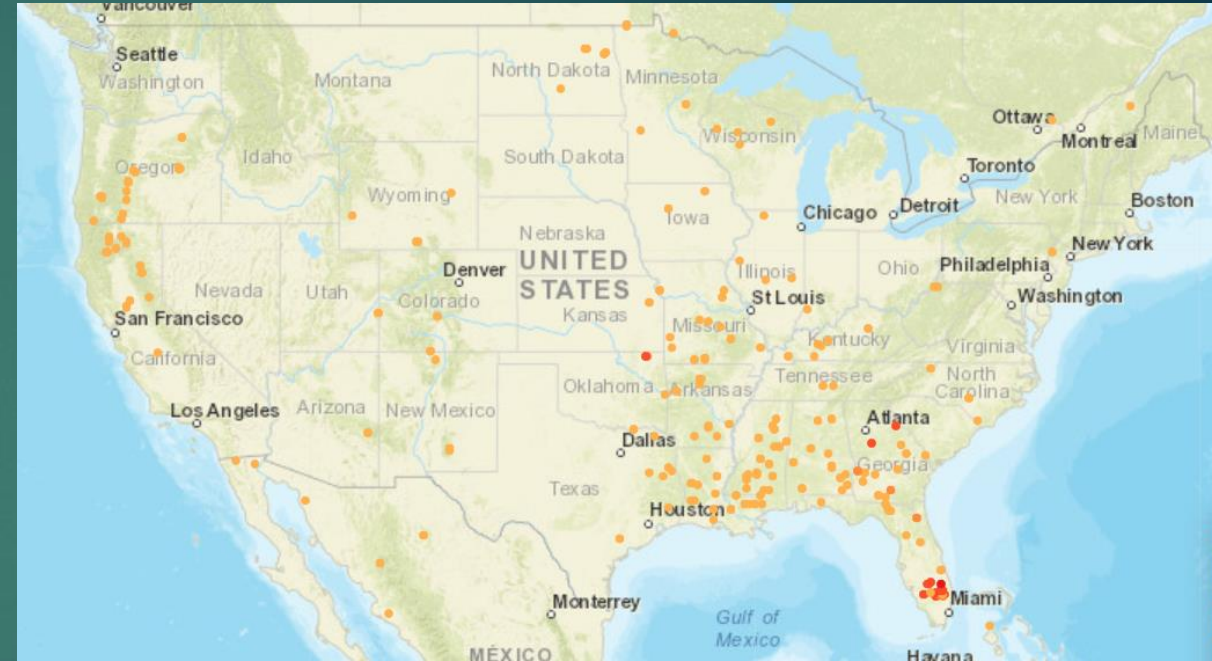 Vancouver
Seattle
Washington
Montana
North Dakota
Minnesota
Ottawa
Montreal
Maine
Oregon
Idaho
South Dakota
Wisconsin
Toronto
Wyoming
Iowa
Chicago
Detroit
New York
Boston
Nebraska
New York
Denver
UNITED
STATES
Illinois
Ohio
Philadelphia
Nevada
Utah
Colorado
Kansas
St Louis
Washington
San Francisco
Missouri
Kentucky
Virginia
California
Oklahoma
Arkansas
Tennessee
North
Carolina
Los Angeles
Arizona
New Mexico
Atlanta
Dallas
Georgia
Texas
Houston
Monterrey
Gulf of
Mexico
Miami
MÉXICO
Havana